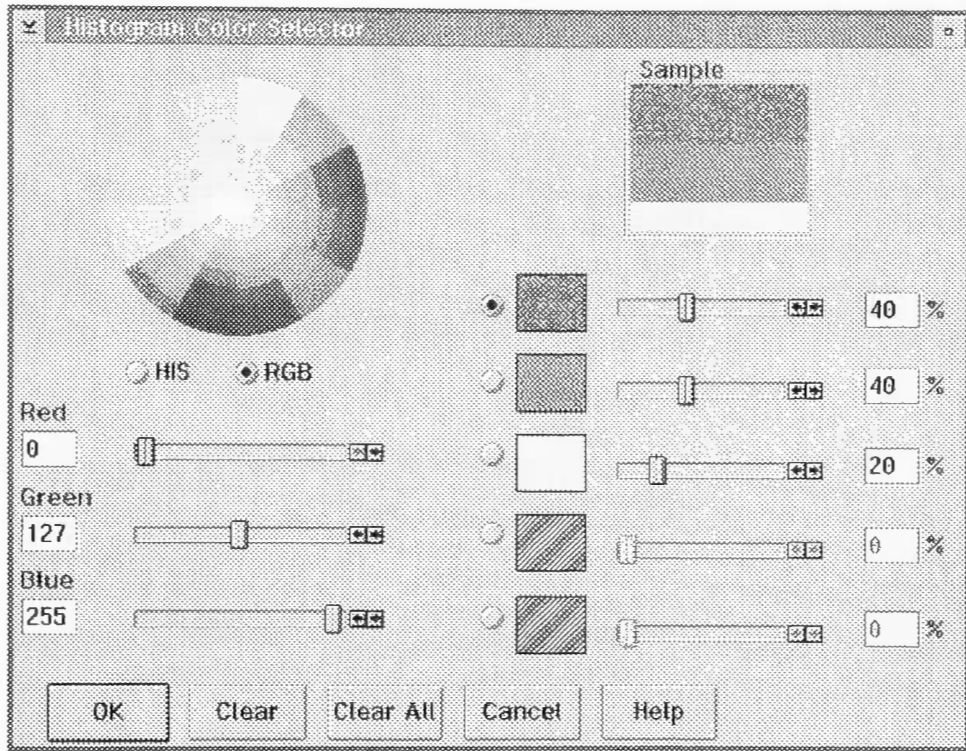 Histogram Color Selector
Sample
HIS RGB
Red
0
Green
127
Blue
255
40 %
40 %
20 %
0 %
0 %
OK Clear Clear All Cancel Help